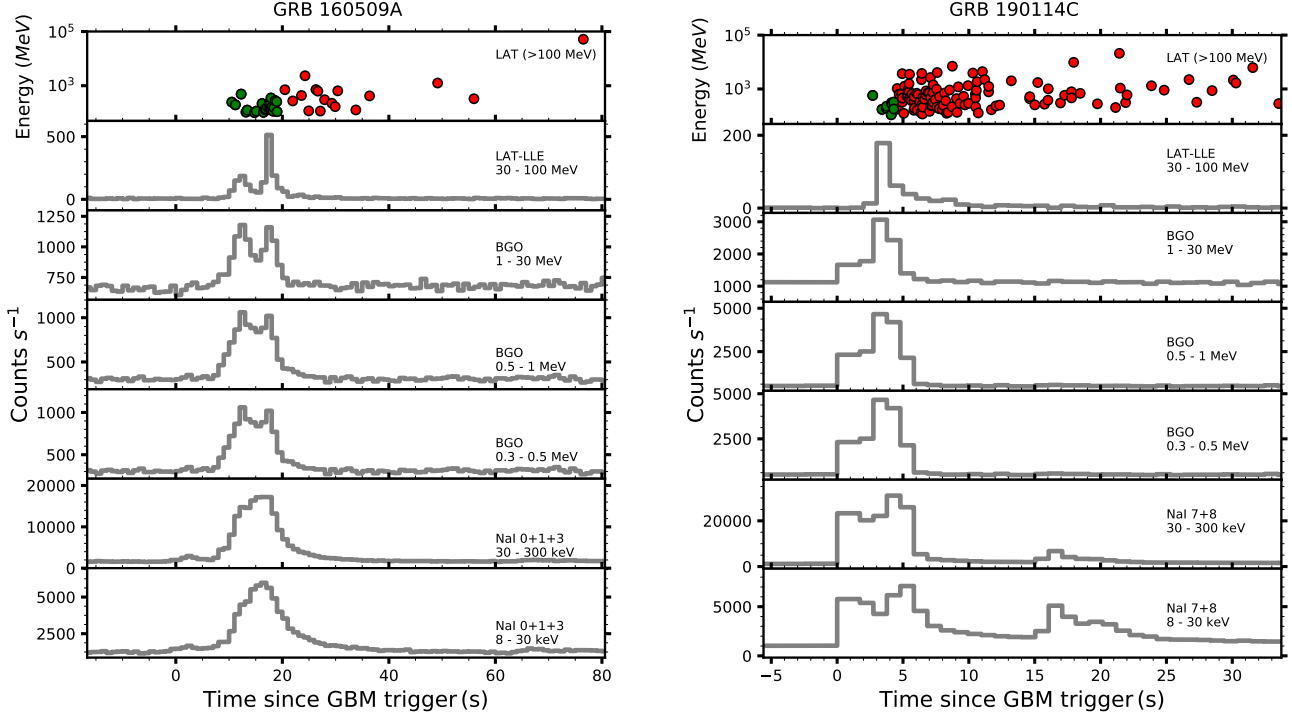 GRB 160509A
Energy (MeV)
10^5
10^3
LAT (>100 MeV)
500
0
LAT-LLE
30 - 100 MeV
1250
1000
750
BGO
1 - 30 MeV
Counts s^−1
1000
500
BGO
0.5 - 1 MeV
1000
500
BGO
0.3 - 0.5 MeV
20000
10000
0
NaI 0+1+3
30 - 300 keV
5000
2500
NaI 0+1+3
8 - 30 keV
0 20 40 60 80
Time since GBM trigger (s)
GRB 190114C
Energy (MeV)
10^5
10^3
LAT (>100 MeV)
200
0
LAT-LLE
30 - 100 MeV
3000
2000
1000
BGO
1 - 30 MeV
Counts s^−1
5000
2500
BGO
0.5 - 1 MeV
5000
2500
BGO
0.3 - 0.5 MeV
20000
0
NaI 7+8
30 - 300 keV
5000
0
NaI 7+8
8 - 30 keV
−5 0 5 10 15 20 25 30
Time since GBM trigger (s)